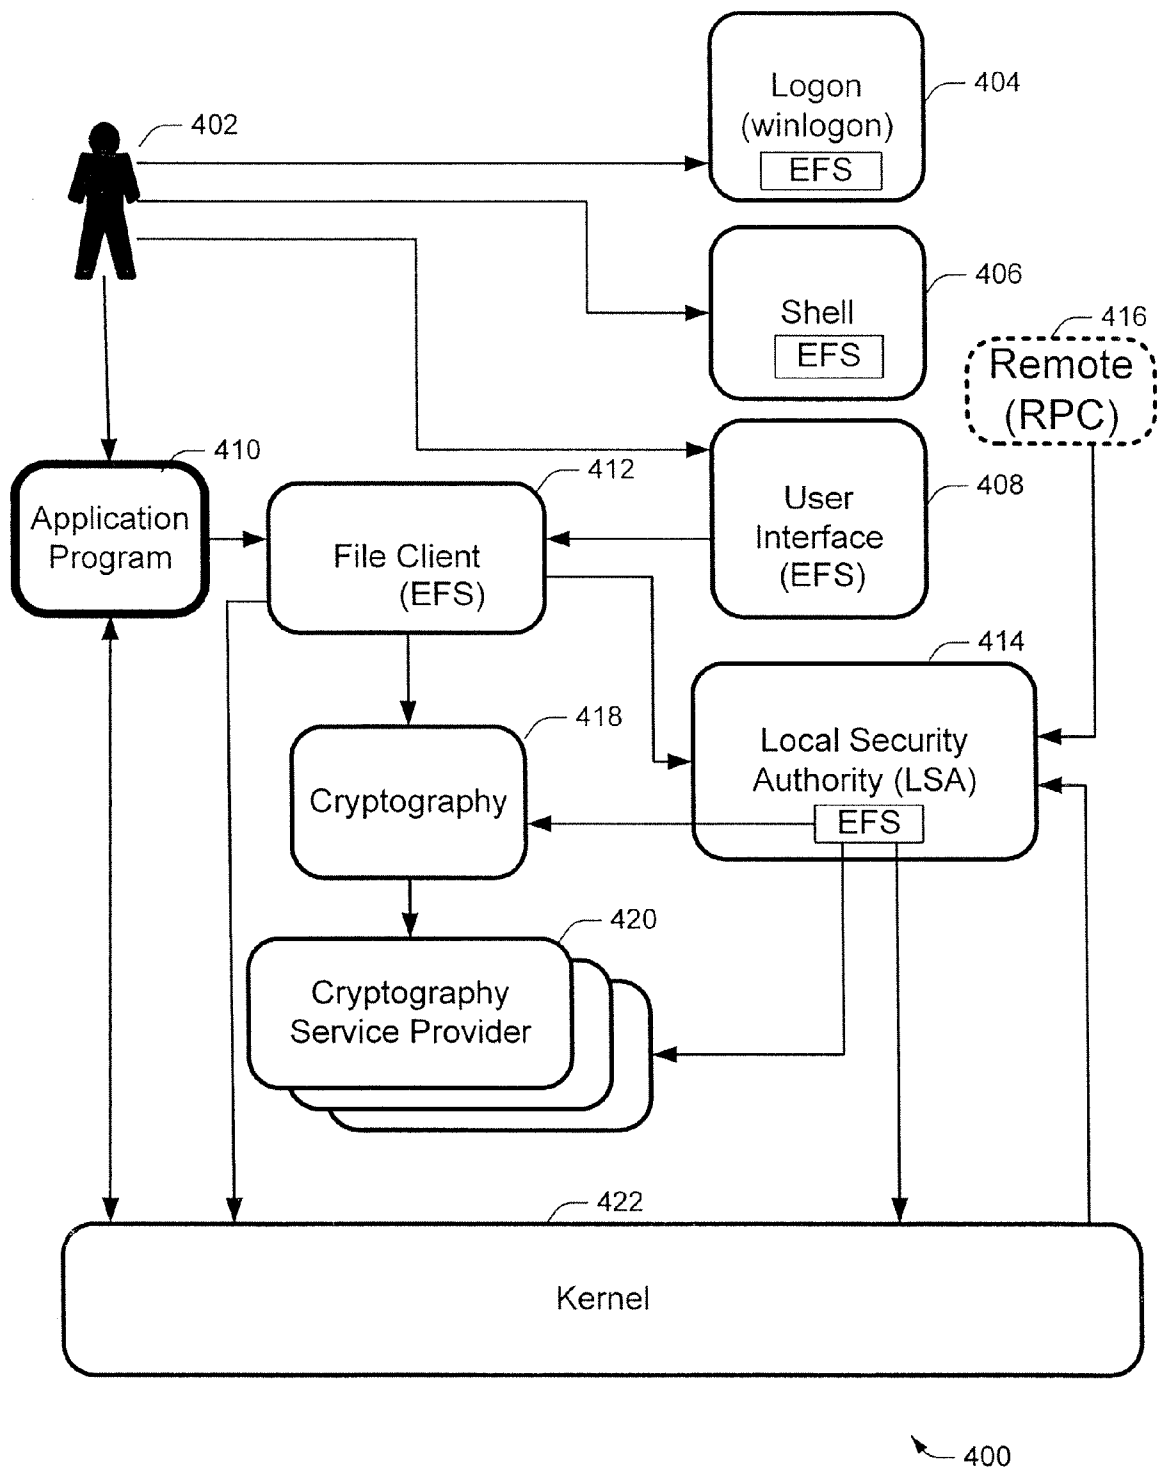 404
Logon
(winlogon)
EFS
402
406
Shell
EFS
416
Remote
(RPC)
410
412
408
Application
Program
File Client
(EFS)
User
Interface
(EFS)
414
418
Local Security
Authority (LSA)
EFS
Cryptography
420
Cryptography
Service Provider
422
Kernel
400